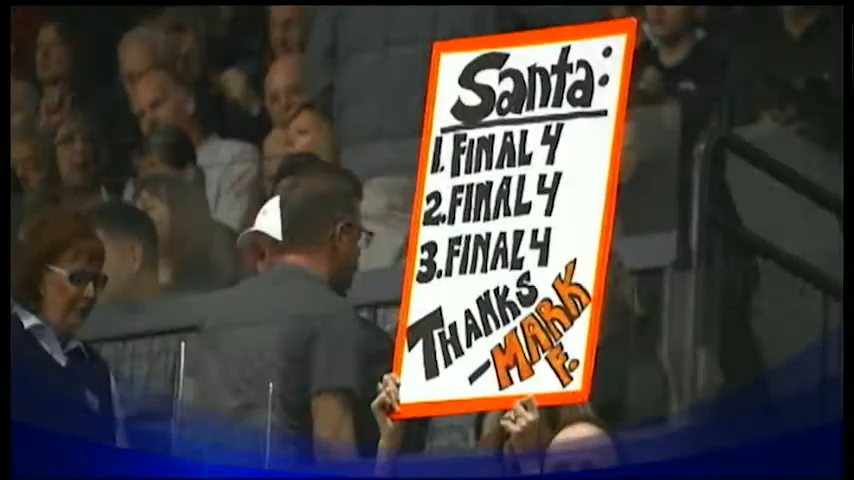 Santa:
1. FINAL 4
2. FINAL 4
3. FINAL 4
THANKS
-MARK
F.